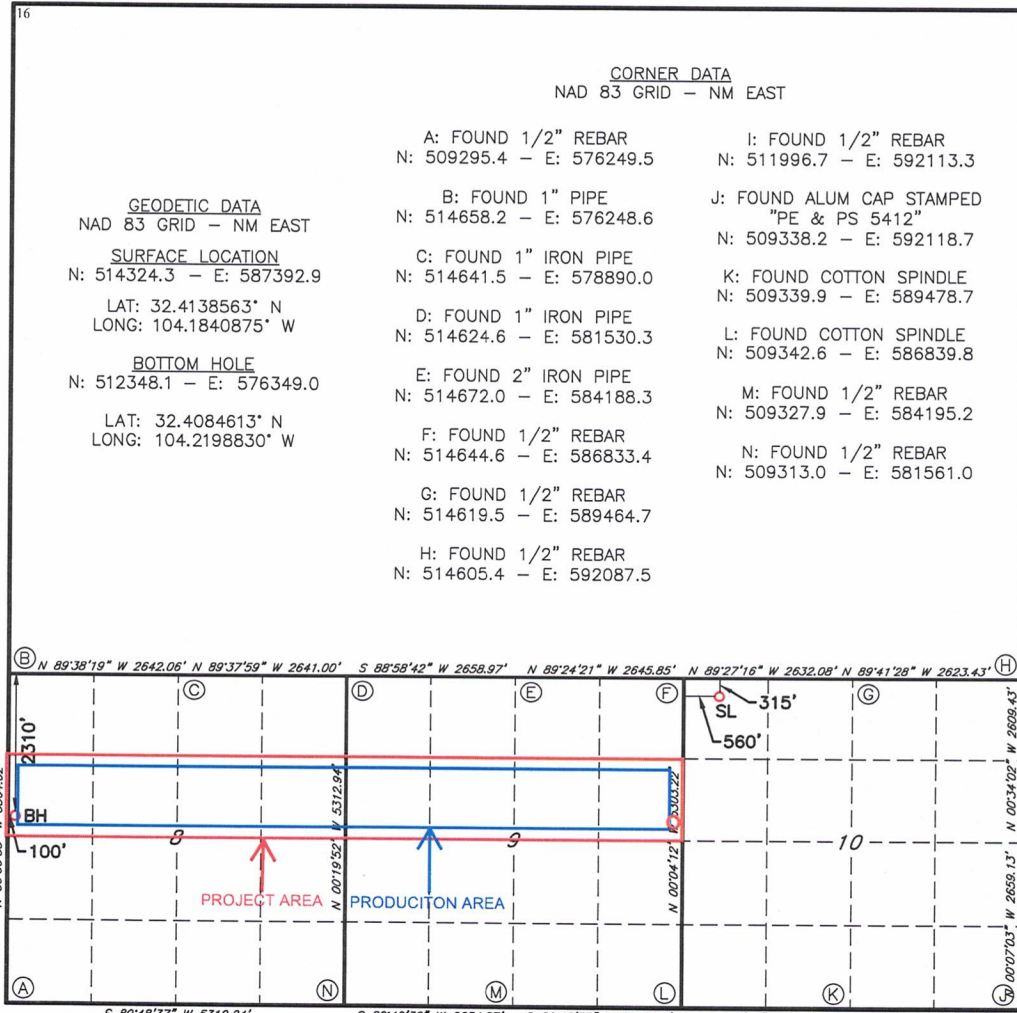 16
CORNER DATA
NAD 83 GRID – NM EAST
A: FOUND 1/2" REBAR
N: 509295.4 – E: 576249.5
B: FOUND 1" PIPE
N: 514658.2 – E: 576248.6
C: FOUND 1" IRON PIPE
N: 514641.5 – E: 578890.0
D: FOUND 1" IRON PIPE
N: 514624.6 – E: 581530.3
E: FOUND 2" IRON PIPE
N: 514672.0 – E: 584188.3
F: FOUND 1/2" REBAR
N: 514644.6 – E: 586833.4
G: FOUND 1/2" REBAR
N: 514619.5 – E: 589464.7
H: FOUND 1/2" REBAR
N: 514605.4 – E: 592087.5
I: FOUND 1/2" REBAR
N: 511996.7 – E: 592113.3
J: FOUND ALUM CAP STAMPED
"PE & PS 5412"
N: 509338.2 – E: 592118.7
K: FOUND COTTON SPINDLE
N: 509339.9 – E: 589478.7
L: FOUND COTTON SPINDLE
N: 509342.6 – E: 586839.8
M: FOUND 1/2" REBAR
N: 509327.9 – E: 584195.2
N: FOUND 1/2" REBAR
N: 509313.0 – E: 581561.0
GEODETIC DATA
NAD 83 GRID – NM EAST
SURFACE LOCATION
N: 514324.3 – E: 587392.9
LAT: 32.4138563° N
LONG: 104.1840875° W
BOTTOM HOLE
N: 512348.1 – E: 576349.0
LAT: 32.4084613° N
LONG: 104.2198830° W
B N 89°38'19" W 2642.06' N 89°37'59" W 2641.00' S 88°58'42" W 2658.97' N 89°24'21" W 2645.85' N 89°27'16" W 2632.08' N 89°41'28" W 2623.43' H
C D E F G
SL
315'
560'
2310'
BH
100'
8
9
10
N 00°19'52" W 5312.94'
N 00°04'12"
N 00°34'02" W 2609.43'
N 00°07'03" W 2659.13'
PROJECT AREA
PRODUCITON AREA
A N M L K J